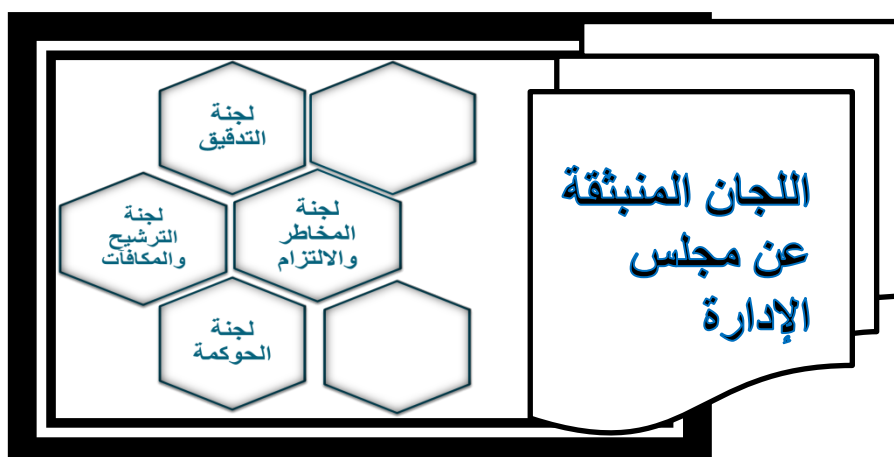 اللجان المنبثقة
عن مجلس
الإدارة
لجنة
التدقيق
لجنة
المخاطر
والالتزام
لجنة
الترشيح
والمكافآت
لجنة
الحوكمة